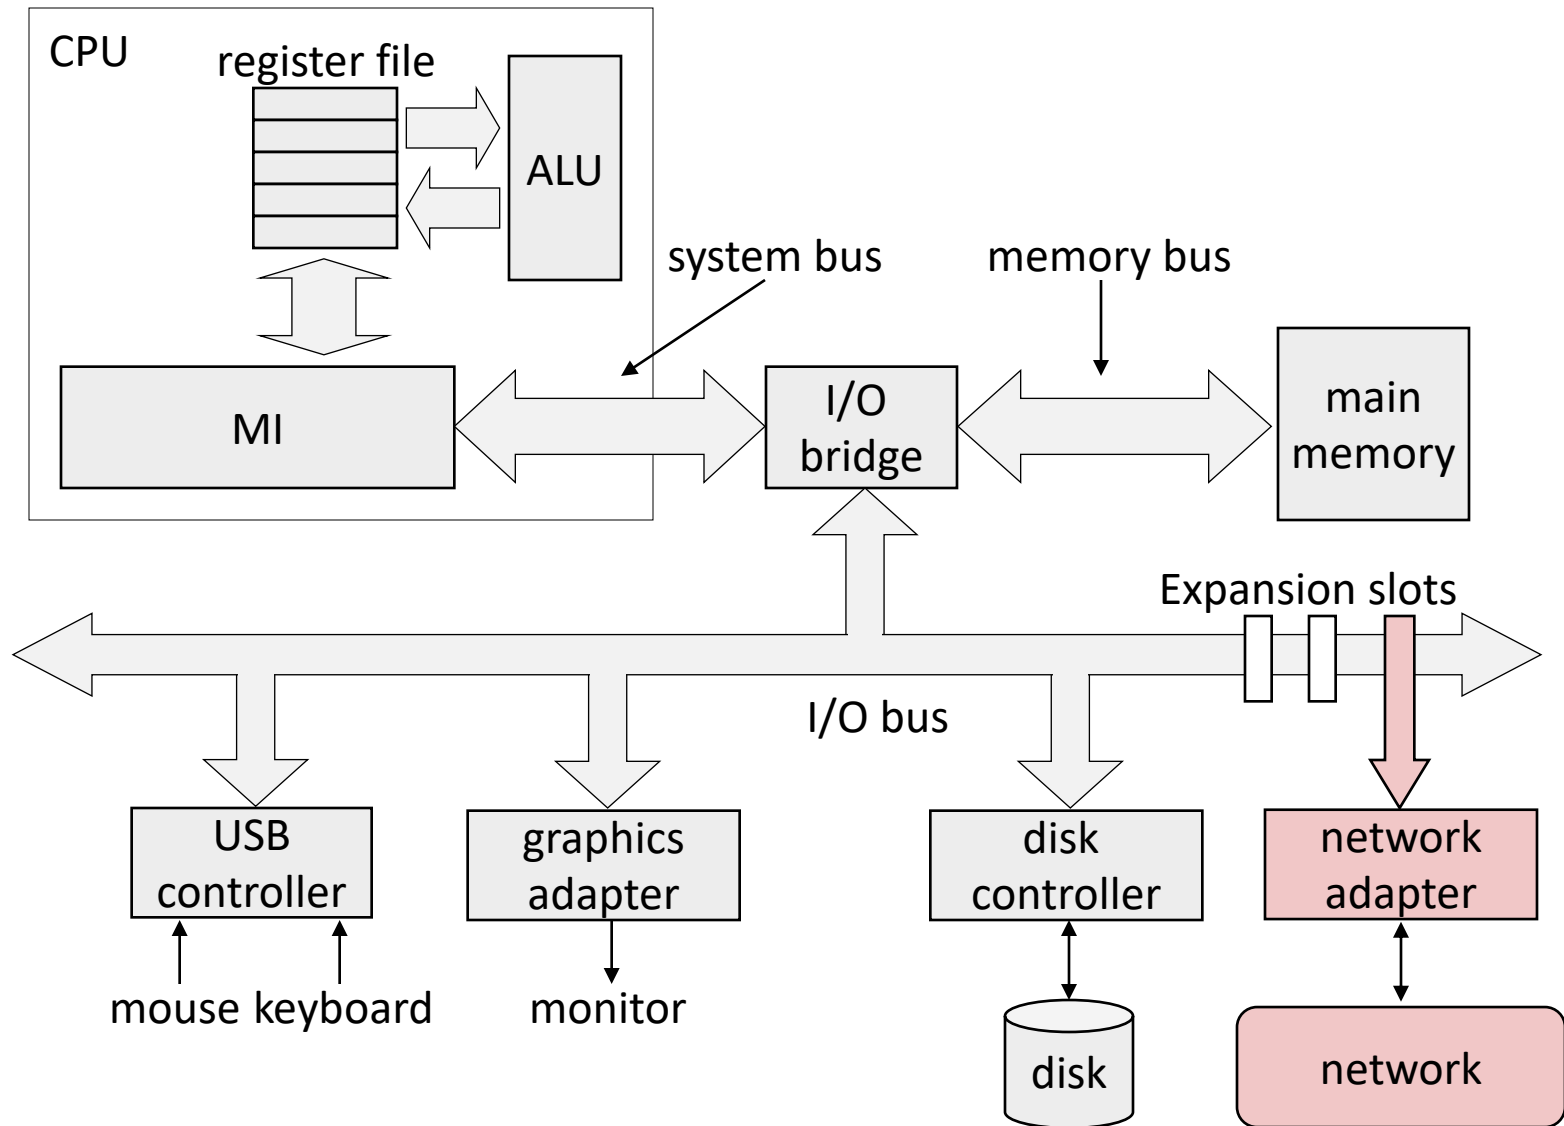 CPU
register file
ALU
system bus
memory bus
MI
I/O
bridge
main
memory
Expansion slots
I/O bus
USB
controller
graphics
adapter
disk
controller
network
adapter
mouse keyboard
monitor
disk
network